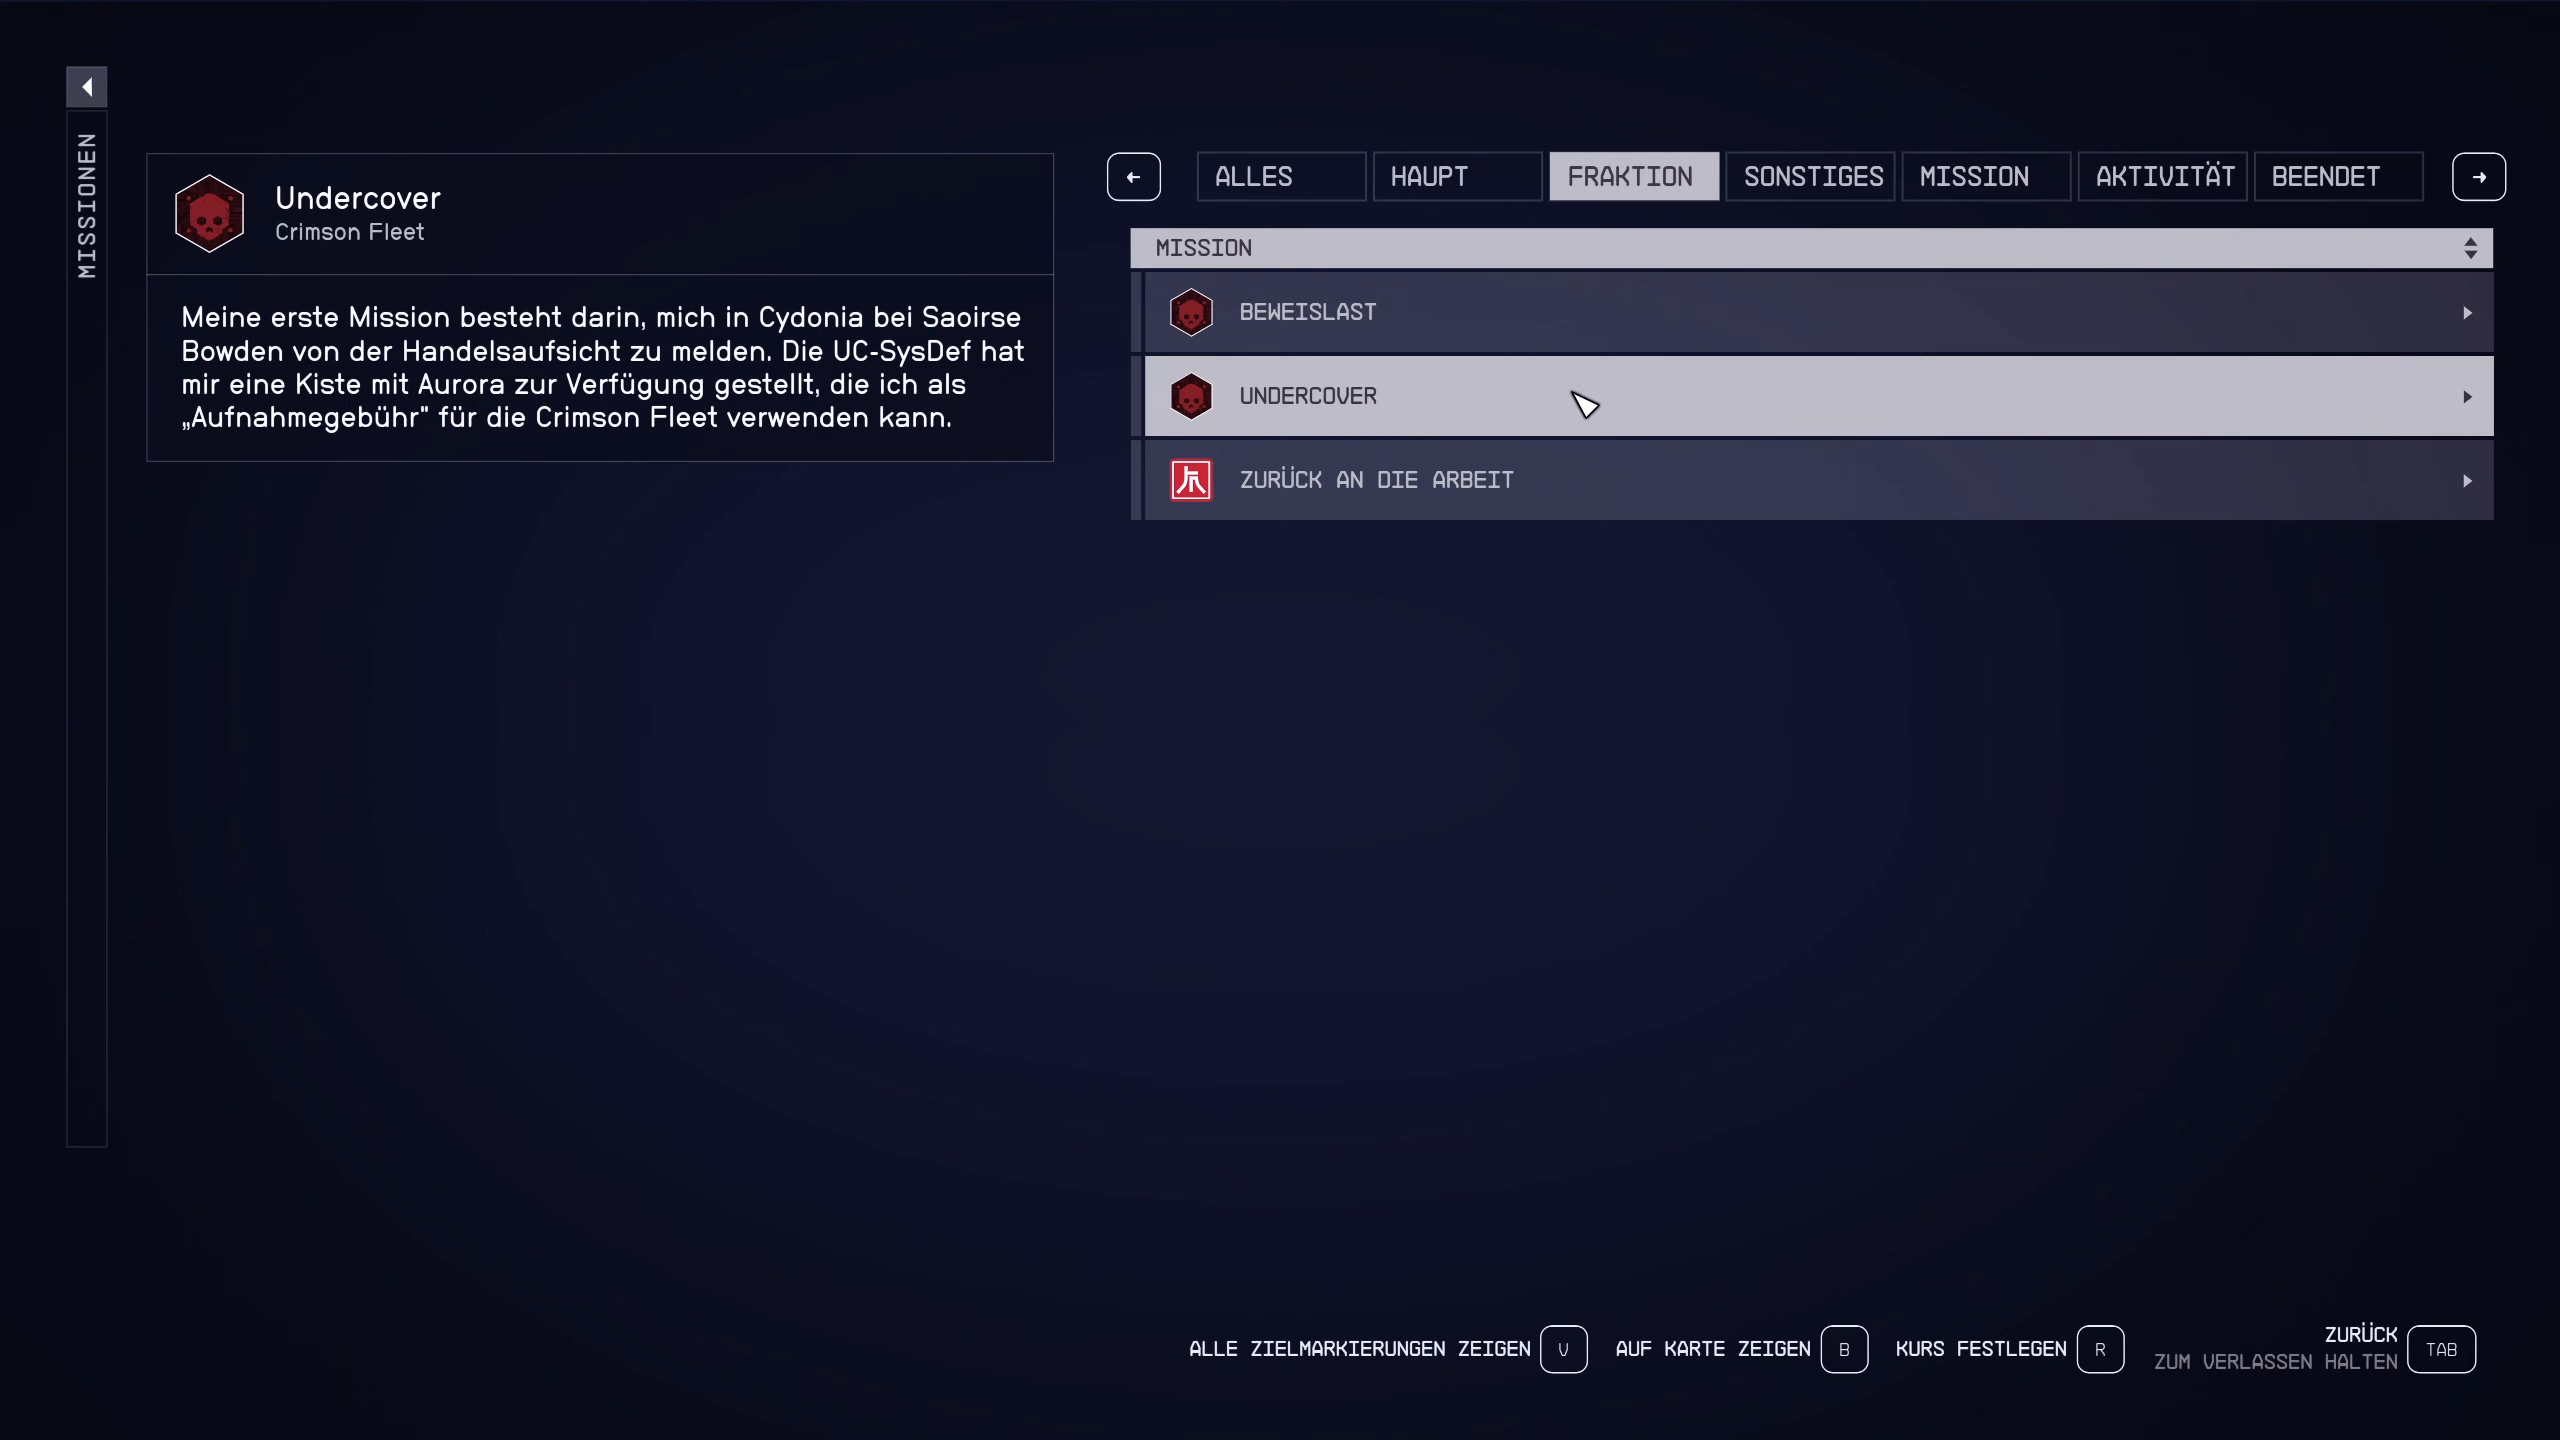 MISSIONEN
Undercover
Crimson Fleet
Meine erste Mission besteht darin, mich in Cydonia bei Saoirse
Bowden von der Handelsaufsicht zu melden. Die UC-SysDef hat
mir eine Kiste mit Aurora zur Verfügung gestellt, die ich als
„Aufnahmegebühr" für die Crimson Fleet verwenden kann.
ALLES HAUPT FRAKTION SONSTIGES MISSION AKTIVITÄT BEENDET
MISSION
BEWEISLAST
UNDERCOVER
ZURÜCK AN DIE ARBEIT
ALLE ZIELMARKIERUNGEN ZEIGEN V AUF KARTE ZEIGEN B KURS FESTLEGEN R ZURÜCK TAB
ZUM VERLASSEN HALTEN